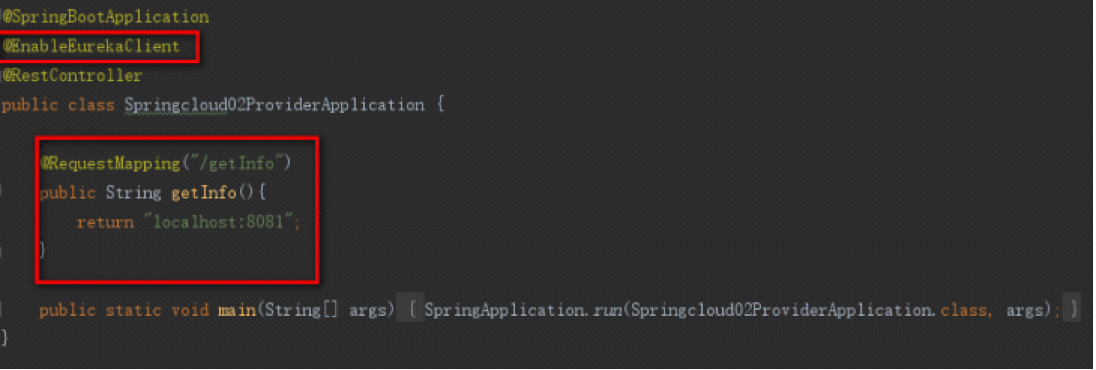 @SpringBootApplication
@EnableEurekaClient
@RestController
public class Springcloud02ProviderApplication {
@RequestMapping("/getInfo")
public String getInfo(){
return "localhost:8081";
}
public static void main(String[] args) { SpringApplication.run(Springcloud02ProviderApplication.class, args); }
}